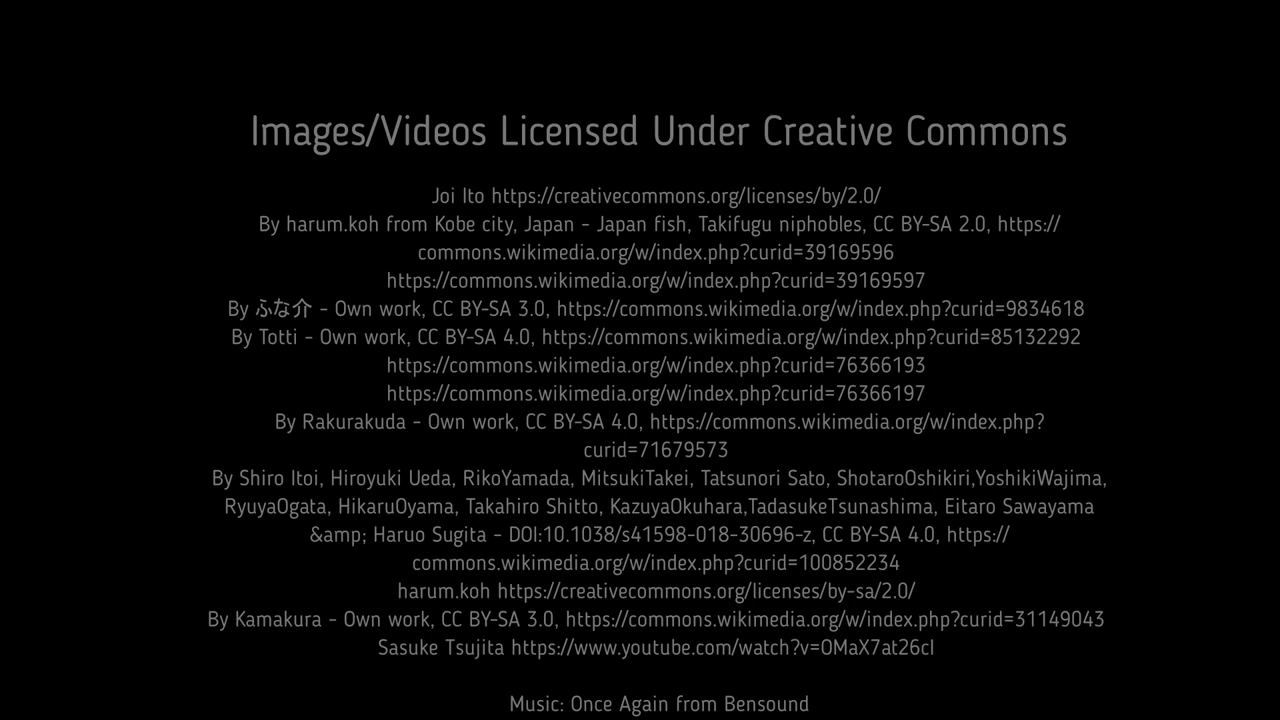 Images/Videos Licensed Under Creative Commons
Joi Ito https://creativecommons.org/licenses/by/2.0/
By harum.koh from Kobe city, Japan - Japan fish, Takifugu niphobles, CC BY-SA 2.0, https://
commons.wikimedia.org/w/index.php?curid=39169596
https://commons.wikimedia.org/w/index.php?curid=39169597
By ふな介 - Own work, CC BY-SA 3.0, https://commons.wikimedia.org/w/index.php?curid=9834618
By Totti - Own work, CC BY-SA 4.0, https://commons.wikimedia.org/w/index.php?curid=85132292
https://commons.wikimedia.org/w/index.php?curid=76366193
https://commons.wikimedia.org/w/index.php?curid=76366197
By Rakurakuda - Own work, CC BY-SA 4.0, https://commons.wikimedia.org/w/index.php?
curid=71679573
By Shiro Itoi, Hiroyuki Ueda, RikoYamada, MitsukiTakei, Tatsunori Sato, ShotaroOshikiri,YoshikiWajima,
RyuyaOgata, HikaruOyama, Takahiro Shitto, KazuyaOkuhara,TadasukeTsunashima, Eitaro Sawayama
&amp; Haruo Sugita - DOI:10.1038/s41598-018-30696-z, CC BY-SA 4.0, https://
commons.wikimedia.org/w/index.php?curid=100852234
harum.koh https://creativecommons.org/licenses/by-sa/2.0/
By Kamakura - Own work, CC BY-SA 3.0, https://commons.wikimedia.org/w/index.php?curid=31149043
Sasuke Tsujita https://www.youtube.com/watch?v=OMaX7at26cI
Music: Once Again from Bensound